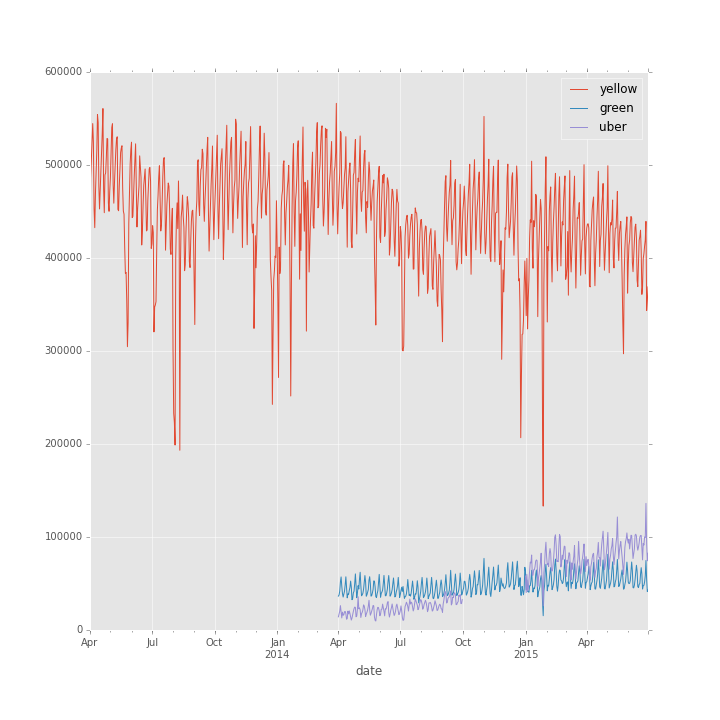 600000
500000
400000
300000
200000
100000
0
yellow
green
uber
Apr Jul Oct Jan Apr Jul Oct Jan Apr
2014 2015
date